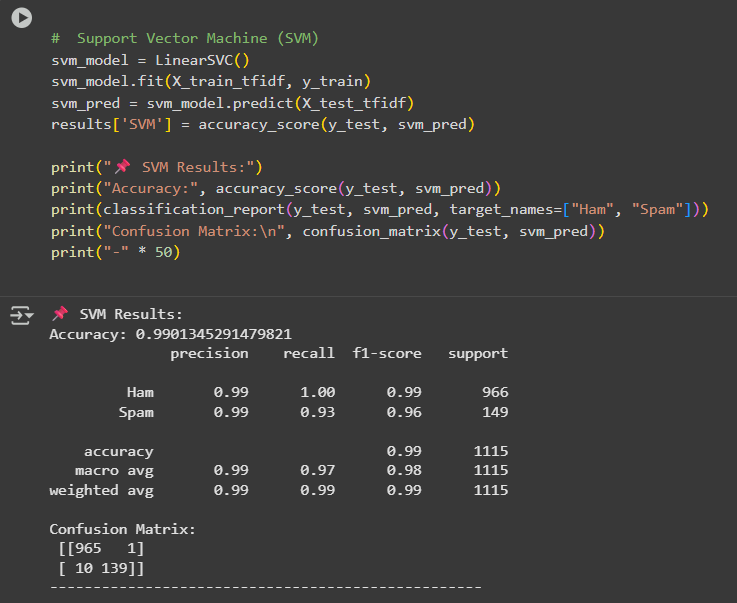 #  Support Vector Machine (SVM)
svm_model = LinearSVC()
svm_model.fit(X_train_tfidf, y_train)
svm_pred = svm_model.predict(X_test_tfidf)
results['SVM'] = accuracy_score(y_test, svm_pred)

print("📌 SVM Results:")
print("Accuracy:", accuracy_score(y_test, svm_pred))
print(classification_report(y_test, svm_pred, target_names=["Ham", "Spam"]))
print("Confusion Matrix:\n", confusion_matrix(y_test, svm_pred))
print("-" * 50)

📌 SVM Results:
Accuracy: 0.9901345291479821
              precision    recall  f1-score   support

         Ham       0.99      1.00      0.99       966
        Spam       0.99      0.93      0.96       149

    accuracy                           0.99      1115
   macro avg       0.99      0.97      0.98      1115
weighted avg       0.99      0.99      0.99      1115

Confusion Matrix:
 [[965   1]
 [ 10 139]]
--------------------------------------------------